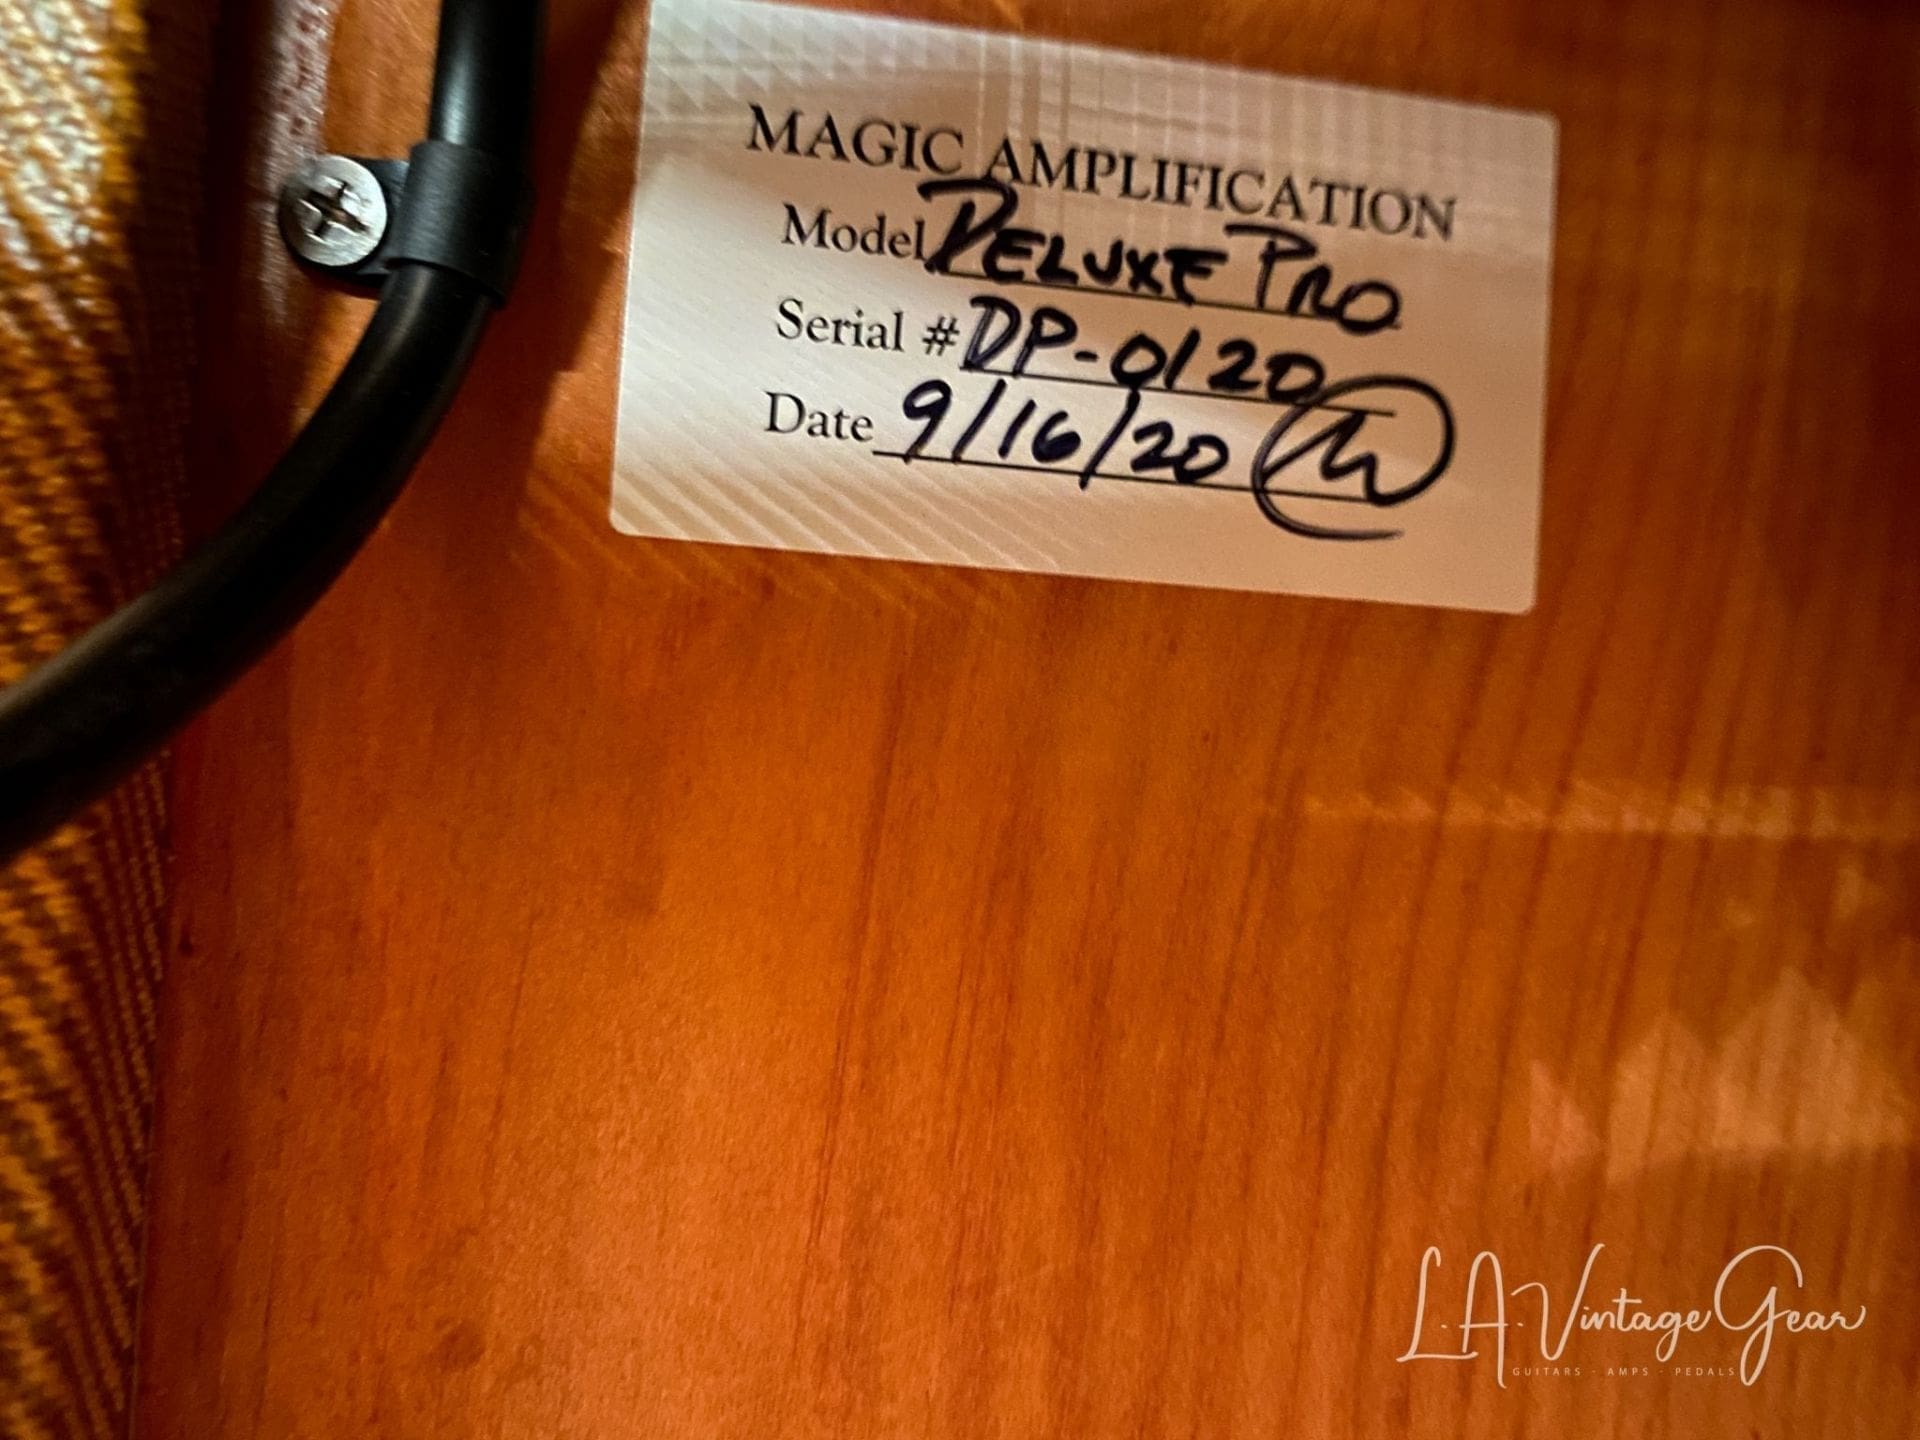 MAGIC AMPLIFICATION
Model DELUXE PRO
Serial # DP-0120
Date 9/16/20
L.A. Vintage Gear
GUITARS - AMPS - PEDALS